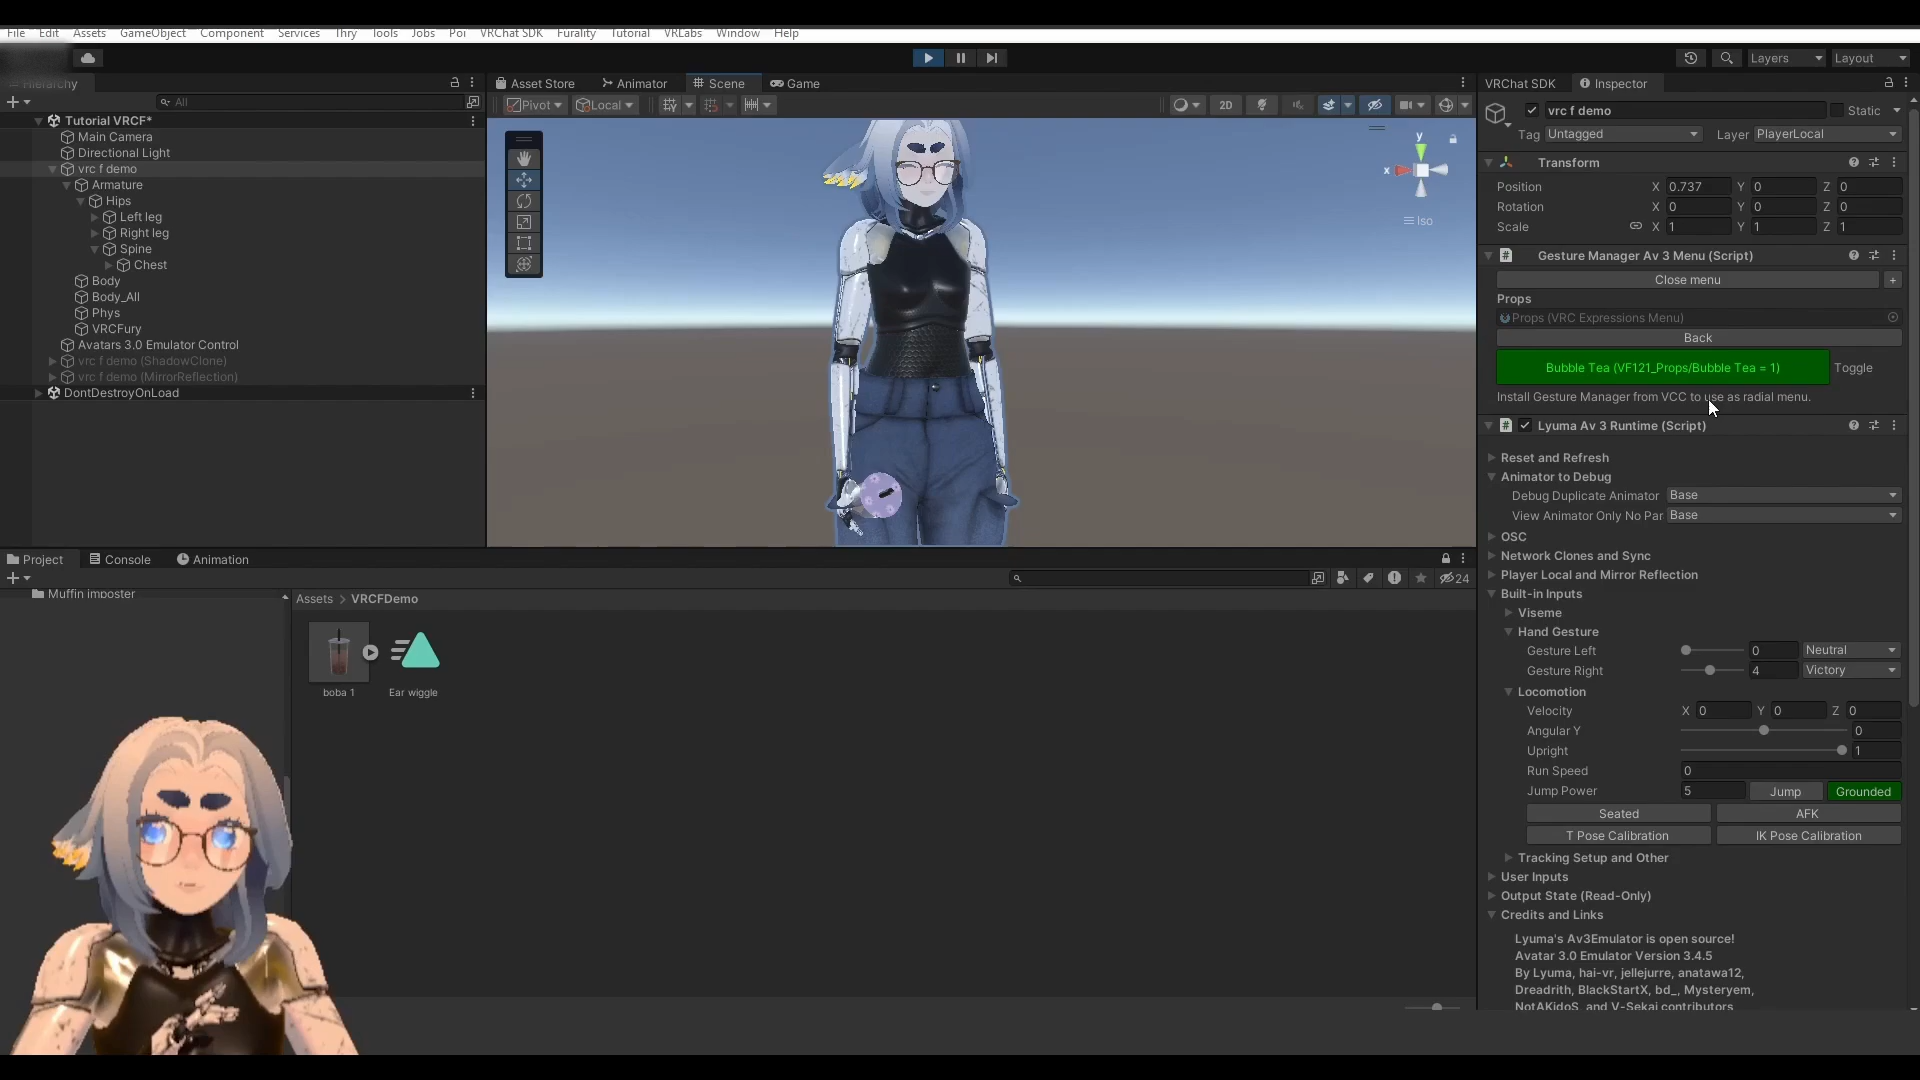 File Edit Assets GameObject Component Services Thry Tools Jobs Poi VRChat SDK Furality Tutorial VRLabs Window Help
Layers Layout
Hierarchy
Asset Store Animator Scene Game
VRChat SDK Inspector
All
Pivot Local 2D
vrc f demo Static
Tag Untagged Layer PlayerLocal
Tutorial VRCF*
Main Camera
Directional Light
vrc f demo
Armature
Hips
Left leg
Right leg
Spine
Chest
Body
Body_All
Phys
VRCFury
Avatars 3.0 Emulator Control
vrc f demo (ShadowClone)
vrc f demo (MirrorReflection)
DontDestroyOnLoad
y
x
Iso
Transform
Position X 0.737 Y 0 Z 0
Rotation X 0 Y 0 Z 0
Scale X 1 Y 1 Z 1
Gesture Manager Av 3 Menu (Script)
Close menu +
Props
Props (VRC Expressions Menu)
Back
Bubble Tea (VF121_Props/Bubble Tea = 1) Toggle
Install Gesture Manager from VCC to use as radial menu.
Lyuma Av 3 Runtime (Script)
Reset and Refresh
Animator to Debug
Debug Duplicate Animator Base
View Animator Only No Par Base
OSC
Network Clones and Sync
Player Local and Mirror Reflection
Built-in Inputs
Viseme
Hand Gesture
Gesture Left 0 Neutral
Gesture Right 4 Victory
Locomotion
Velocity X 0 Y 0 Z 0
Angular Y 0
Upright 1
Run Speed 0
Jump Power 5 Jump Grounded
Seated AFK
T Pose Calibration IK Pose Calibration
Tracking Setup and Other
User Inputs
Output State (Read-Only)
Credits and Links
Lyuma's Av3Emulator is open source!
Avatar 3.0 Emulator Version 3.4.5
By Lyuma, hai-vr, jellejurre, anatawa12,
Dreadrith, BlackStartX, bd_, Mysteryem,
NotAKidoS, and V-Sekai contributors
Project Console Animation
24
Muffin imposter
Assets > VRCFDemo
boba 1 Ear wiggle